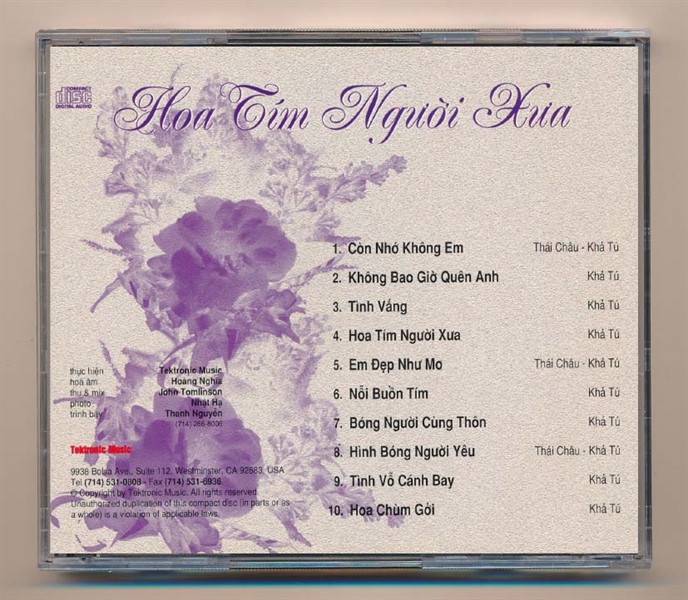 COMPACT
disc
DIGITAL AUDIO
Hoa Tím Người Xưa
1. Còn Nhớ Không Em Thái Châu - Khả Tú
2. Không Bao Giờ Quên Anh Khả Tú
3. Tình Vắng Khả Tú
4. Hoa Tím Người Xưa Khả Tú
5. Em Đẹp Như Mơ Thái Châu - Khả Tú
6. Nỗi Buồn Tím Khả Tú
7. Bóng Người Cùng Thôn Khả Tú
8. Hình Bóng Người Yêu Thái Châu - Khả Tú
9. Tình Vỗ Cánh Bay Khả Tú
10. Hoa Chùm Gởi Khả Tú
thực hiện Tektronic Music
hoà âm Hoàng Nghĩa
thu & mix John Tomlinson
photo Nhật Hạ
trình bày Thanh Nguyên
(714) 266-8006
Tektronic Music
9938 Bolsa Ave., Suite 112, Westminster, CA 92683, USA
Tel (714) 531-0808 - Fax (714) 531-6936
© Copyright by Tektronic Music. All rights reserved.
Unauthorized duplication of this compact disc (in parts or as
a whole) is a violation of applicable laws.